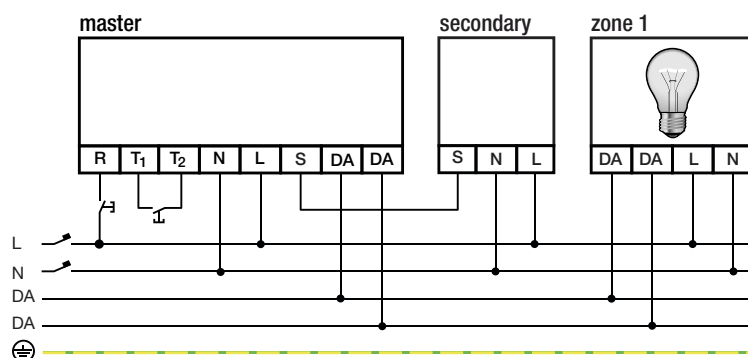 master secondary zone 1
R T1 T2 N L S DA DA S N L DA DA L N
L
N
DA
DA